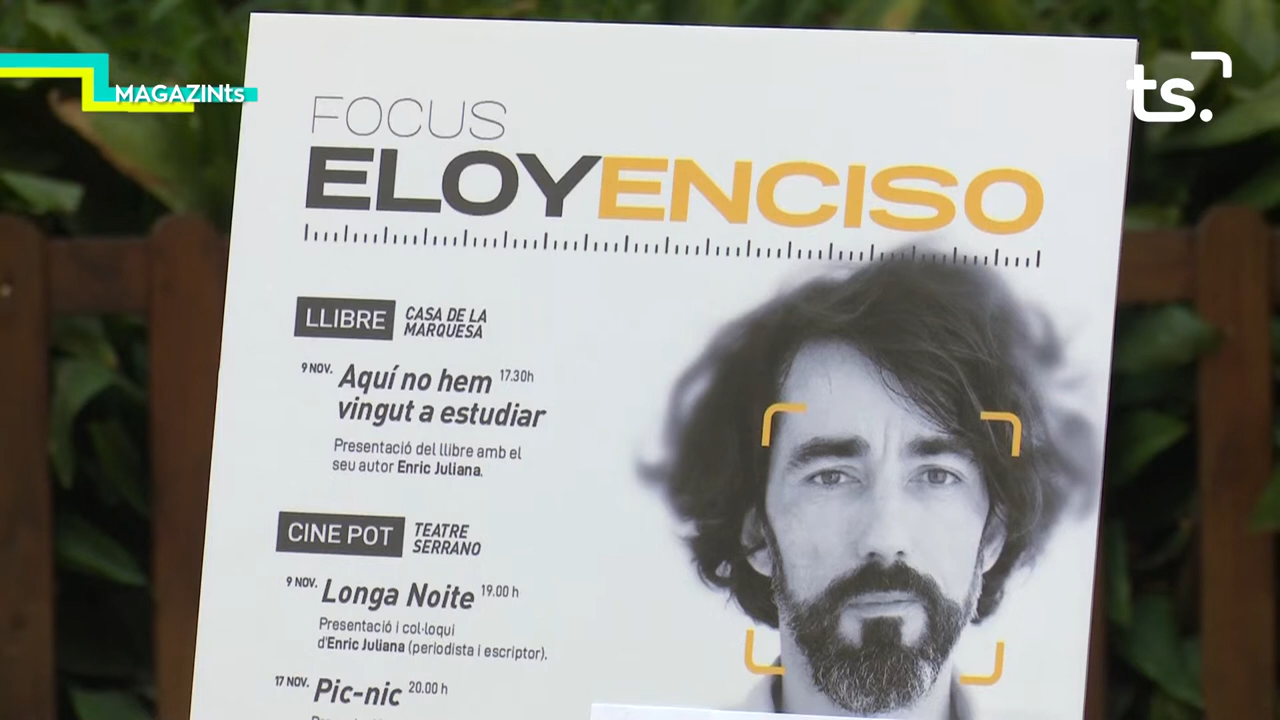 MAGAZINts
ts.
FOCUS
ELOYENCISO
LLIBRE CASA DE LA
MARQUESA
9 NOV. Aquí no hem 17.30h
vingut a estudiar
Presentació del llibre amb el
seu autor Enric Juliana.
CINE POT TEATRE
SERRANO
9 NOV. Longa Noite 19.00 h
Presentació i col·loqui
d'Enric Juliana (periodista i escriptor).
17 NOV. Pic-nic 20.00 h